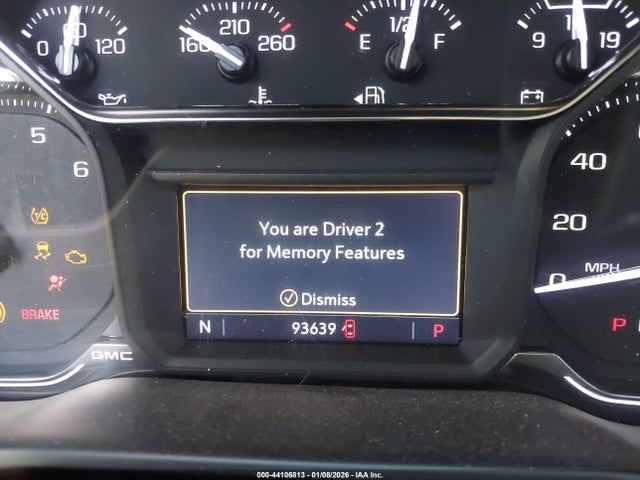 0 60 120
160 210 260
E 1/2 F
9 19
5
6
40
20
0
MPH
T/C
BRAKE
GMC
You are Driver 2
for Memory Features
Dismiss
N 93639 P
P
000-44106813 - 01/08/2026 - IAA Inc.